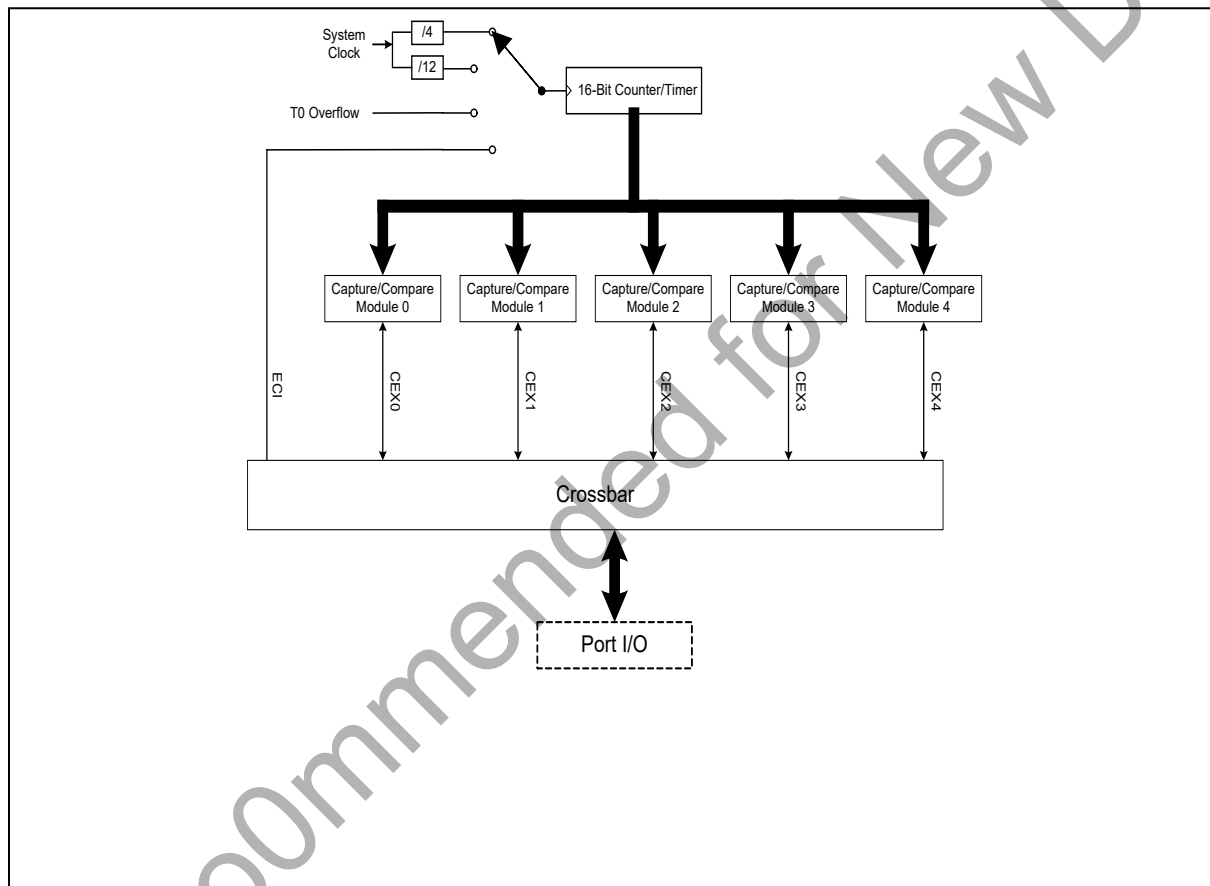 System
Clock
/4
/12
T0 Overflow
16-Bit Counter/Timer
Capture/Compare
Module 0
Capture/Compare
Module 1
Capture/Compare
Module 2
Capture/Compare
Module 3
Capture/Compare
Module 4
ECI
CEX0
CEX1
CEX2
CEX3
CEX4
Crossbar
Port I/O
for New